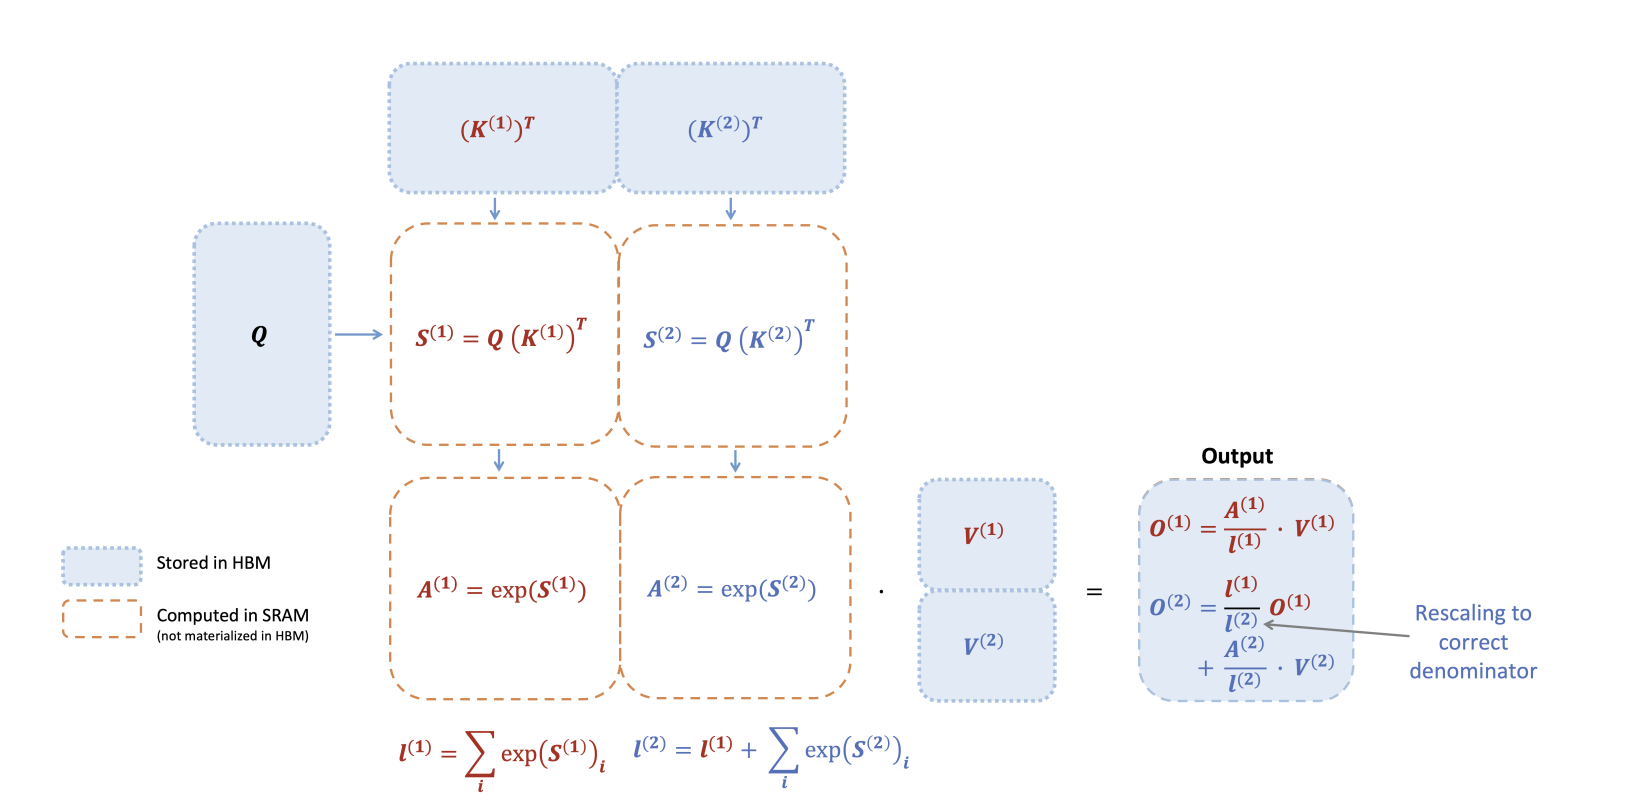 (K⁽¹⁾)ᵀ
(K⁽²⁾)ᵀ
Q
S⁽¹⁾ = Q (K⁽¹⁾)ᵀ
S⁽²⁾ = Q (K⁽²⁾)ᵀ
Output
Stored in HBM
Computed in SRAM
(not materialized in HBM)
A⁽¹⁾ = exp(S⁽¹⁾)
A⁽²⁾ = exp(S⁽²⁾)
·
V⁽¹⁾
V⁽²⁾
=
O⁽¹⁾ = A⁽¹⁾/l⁽¹⁾ · V⁽¹⁾
O⁽²⁾ = l⁽¹⁾/l⁽²⁾ O⁽¹⁾
+ A⁽²⁾/l⁽²⁾ · V⁽²⁾
Rescaling to
correct
denominator
l⁽¹⁾ = ∑ᵢ exp(S⁽¹⁾)ᵢ
l⁽²⁾ = l⁽¹⁾ + ∑ᵢ exp(S⁽²⁾)ᵢ